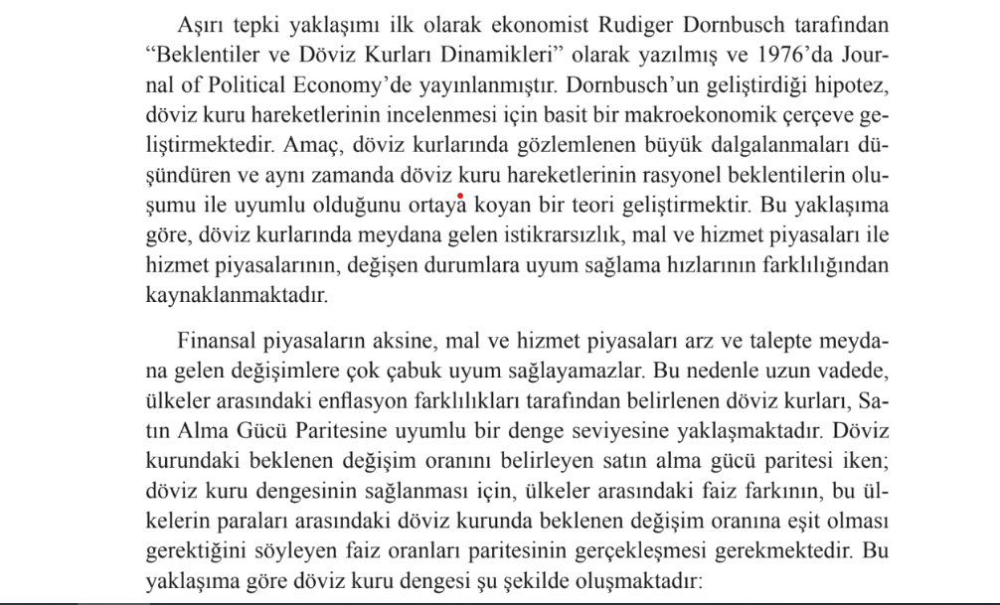 Aşırı tepki yaklaşımı ilk olarak ekonomist Rudiger Dornbusch tarafından
“Beklentiler ve Döviz Kurları Dinamikleri” olarak yazılmış ve 1976’da Jour-
nal of Political Economy’de yayınlanmıştır. Dornbusch’un geliştirdiği hipotez,
döviz kuru hareketlerinin incelenmesi için basit bir makroekonomik çerçeve ge-
liştirmektedir. Amaç, döviz kurlarında gözlemlenen büyük dalgalanmaları dü-
şündüren ve aynı zamanda döviz kuru hareketlerinin rasyonel beklentilerin olu-
şumu ile uyumlu olduğunu ortaya koyan bir teori geliştirmektir. Bu yaklaşıma
göre, döviz kurlarında meydana gelen istikrarsızlık, mal ve hizmet piyasaları ile
hizmet piyasalarının, değişen durumlara uyum sağlama hızlarının farklılığından
kaynaklanmaktadır.
Finansal piyasaların aksine, mal ve hizmet piyasaları arz ve talepte meyda-
na gelen değişimlere çok çabuk uyum sağlayamazlar. Bu nedenle uzun vadede,
ülkeler arasındaki enflasyon farklılıkları tarafından belirlenen döviz kurları, Sa-
tın Alma Gücü Paritesine uyumlu bir denge seviyesine yaklaşmaktadır. Döviz
kurundaki beklenen değişim oranını belirleyen satın alma gücü paritesi iken;
döviz kuru dengesinin sağlanması için, ülkeler arasındaki faiz farkının, bu ül-
kelerin paraları arasındaki döviz kurunda beklenen değişim oranına eşit olması
gerektiğini söyleyen faiz oranları paritesinin gerçekleşmesi gerekmektedir. Bu
yaklaşıma göre döviz kuru dengesi şu şekilde oluşmaktadır: